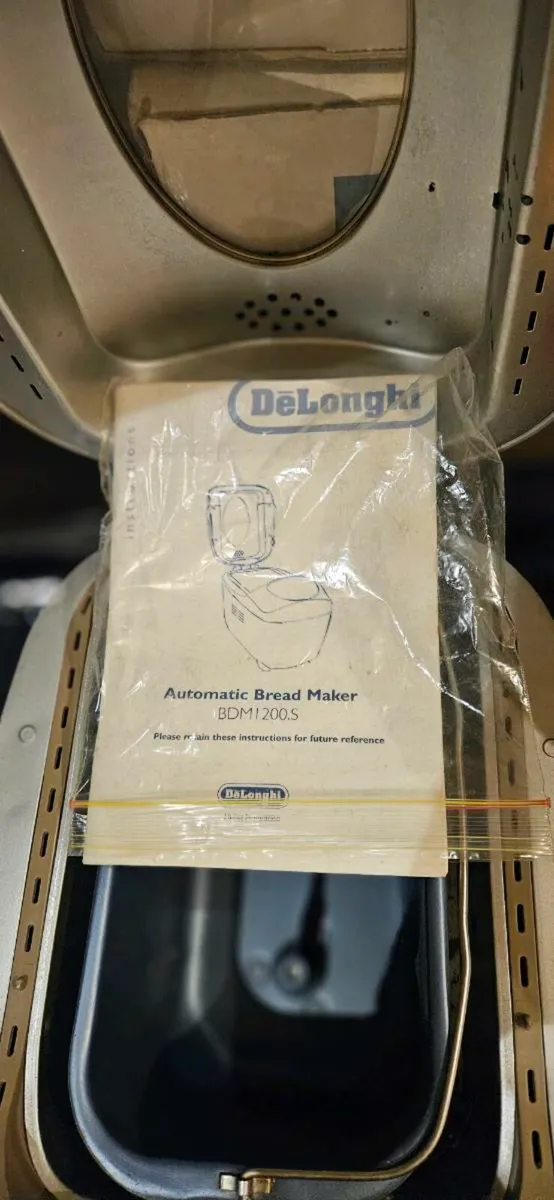 DēLonghi
instructions
Automatic Bread Maker
BDM1200.S
Please retain these instructions for future reference
DēLonghi